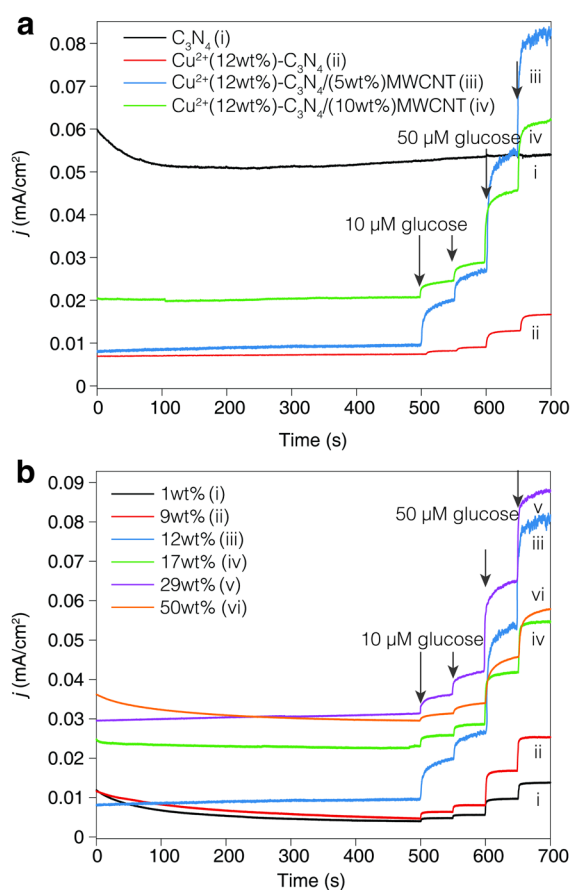 a
0.08
0.07
0.06
0.05
0.04
0.03
0.02
0.01
0
j (mA/cm²)
C₃N₄ (i)
Cu²⁺(12wt%)-C₃N₄ (ii)
Cu²⁺(12wt%)-C₃N₄/(5wt%)MWCNT (iii)
Cu²⁺(12wt%)-C₃N₄/(10wt%)MWCNT (iv)
50 µM glucose
10 µM glucose
iii
iv
i
ii
0 100 200 300 400 500 600 700
Time (s)
b
0.09
0.08
0.07
0.06
0.05
0.04
0.03
0.02
0.01
0
j (mA/cm²)
1wt% (i)
9wt% (ii)
12wt% (iii)
17wt% (iv)
29wt% (v)
50wt% (vi)
50 µM glucose
10 µM glucose
v
iii
vi
iv
ii
i
0 100 200 300 400 500 600 700
Time (s)